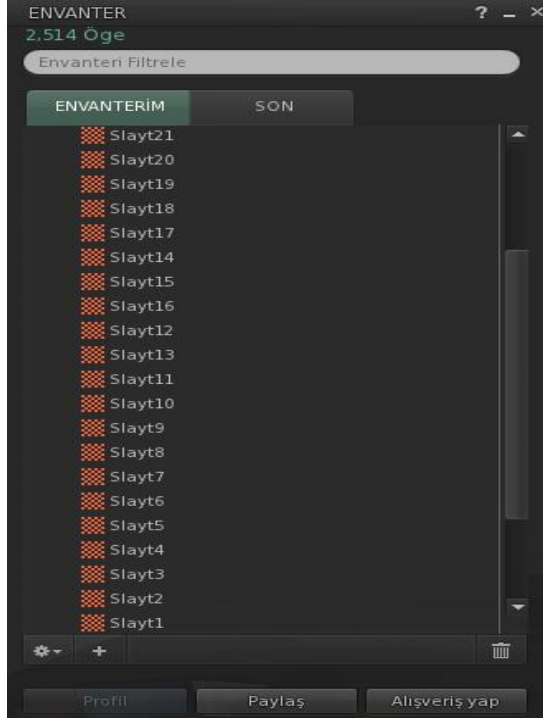 ENVANTER ? _ ×
2,514 Öge
Envanteri Filtrele
ENVANTERİM SON
Slayt21
Slayt20
Slayt19
Slayt18
Slayt17
Slayt14
Slayt15
Slayt16
Slayt12
Slayt13
Slayt11
Slayt10
Slayt9
Slayt8
Slayt7
Slayt6
Slayt5
Slayt4
Slayt3
Slayt2
Slayt1
Profil Paylaş Alışveriş yap